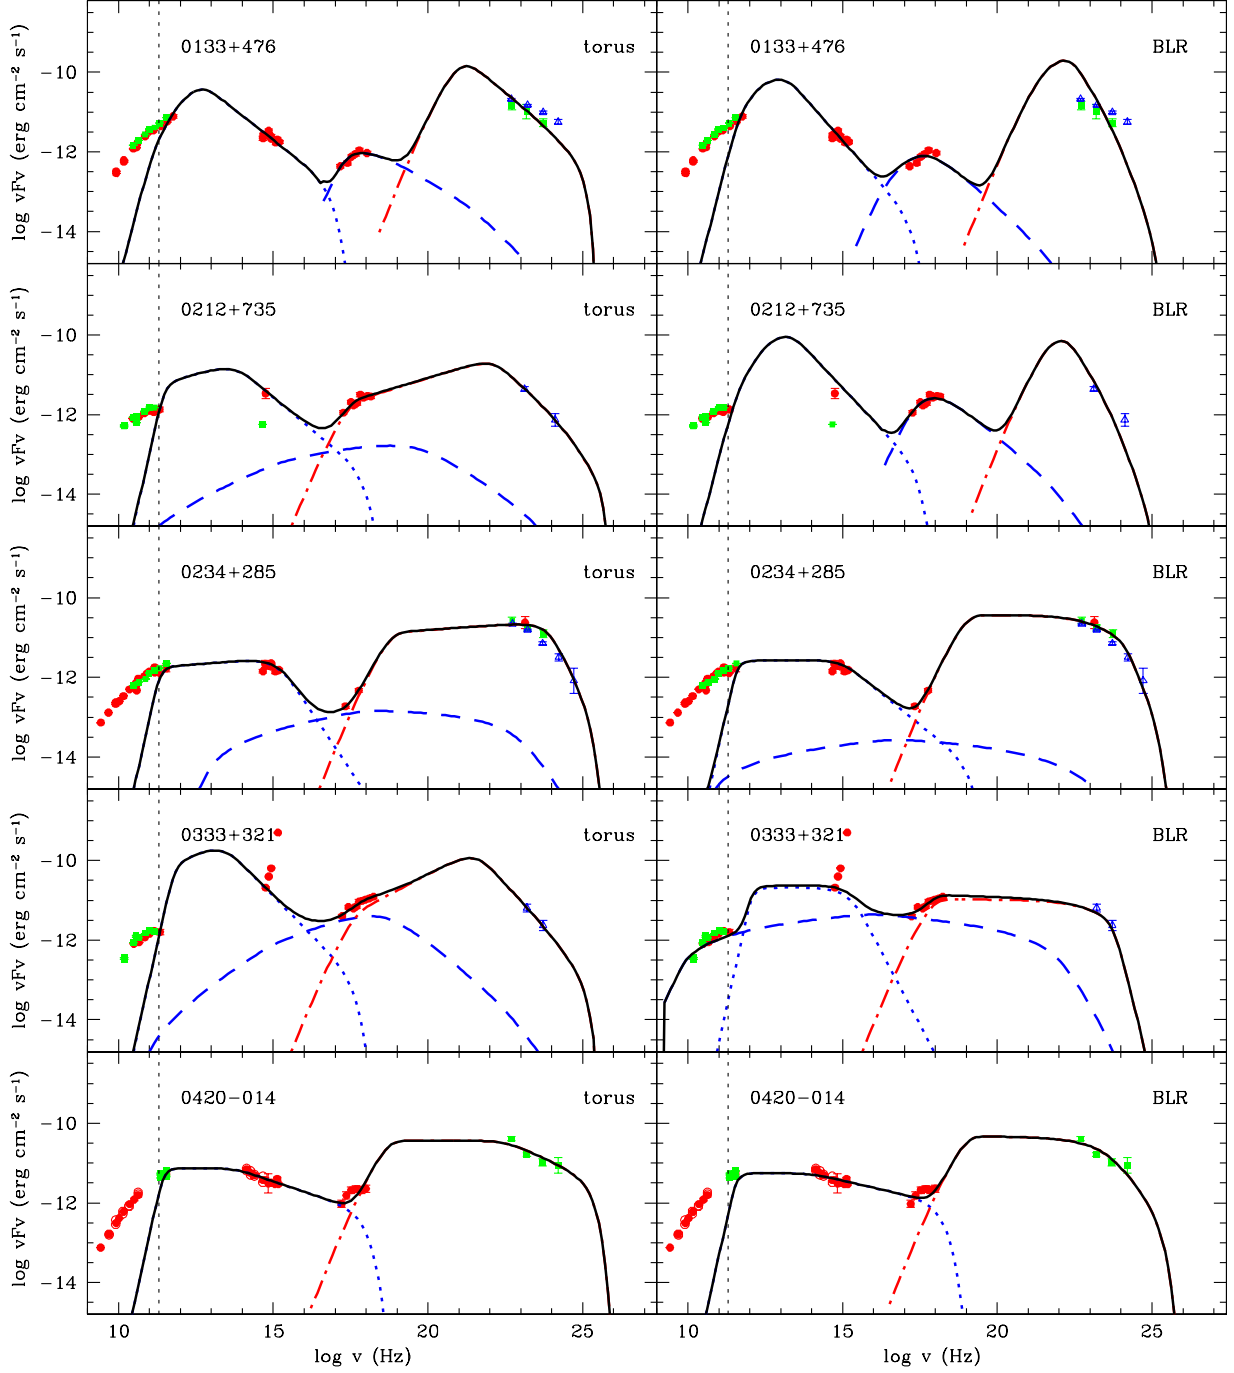 0133+476 torus
0133+476 BLR
−10
−12
−14
log νFν (erg cm⁻² s⁻¹)
0212+735 torus
0212+735 BLR
−10
−12
−14
log νFν (erg cm⁻² s⁻¹)
0234+285 torus
0234+285 BLR
−10
−12
−14
log νFν (erg cm⁻² s⁻¹)
0333+321 torus
0333+321 BLR
−10
−12
−14
log νFν (erg cm⁻² s⁻¹)
0420−014 torus
0420−014 BLR
−10
−12
−14
log νFν (erg cm⁻² s⁻¹)
10 15 20 25
10 15 20 25
log ν (Hz)
log ν (Hz)